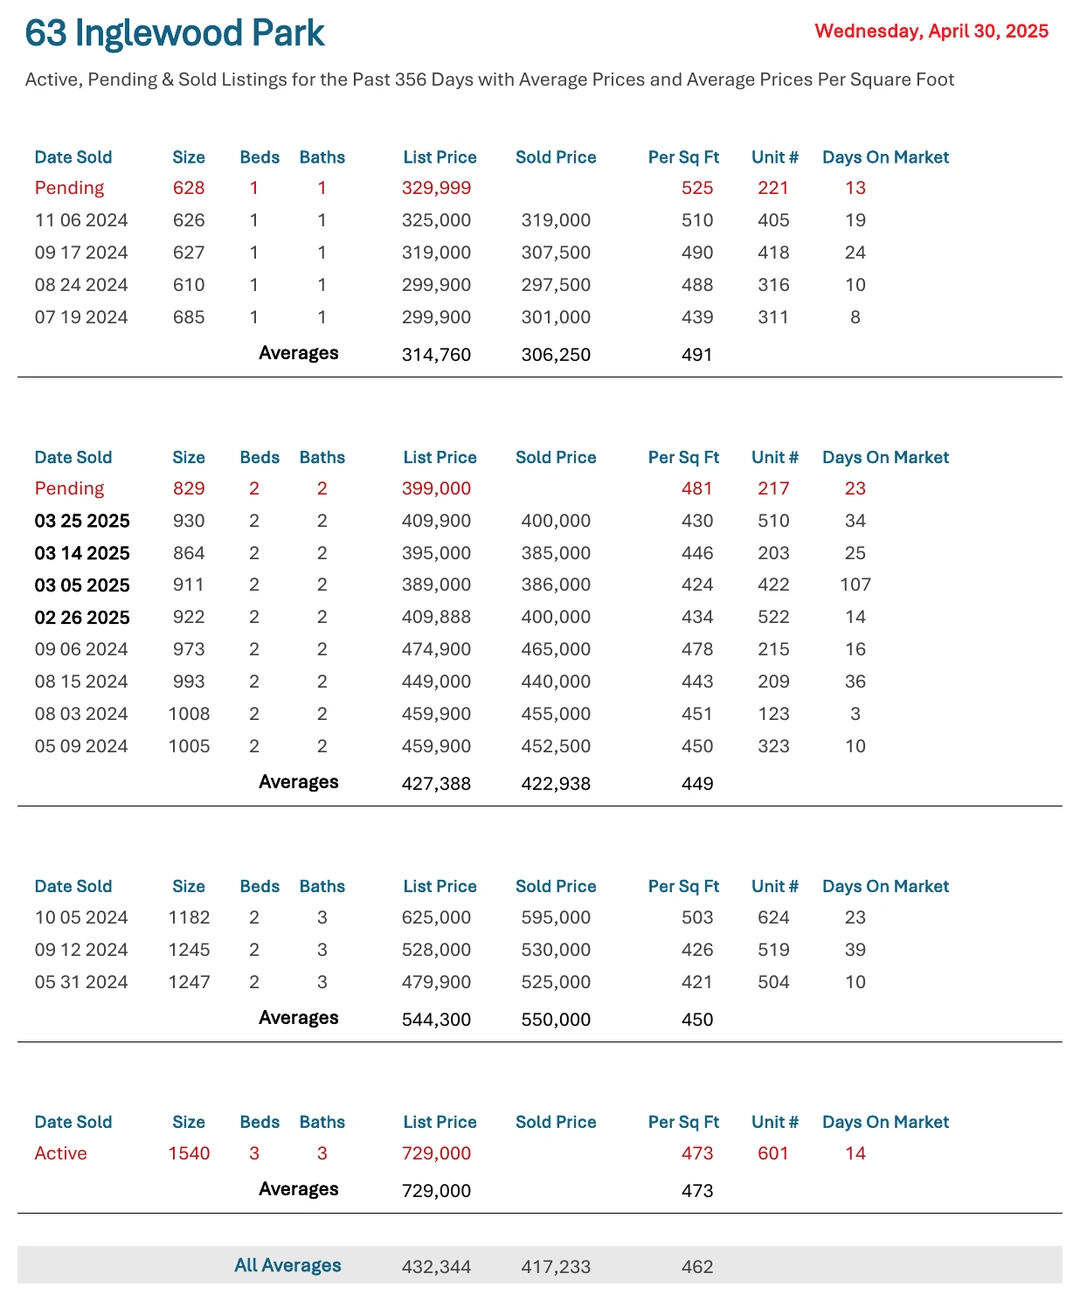 63 Inglewood Park
Wednesday, April 30, 2025
Active, Pending & Sold Listings for the Past 356 Days with Average Prices and Average Prices Per Square Foot
Date Sold Size Beds Baths List Price Sold Price Per Sq Ft Unit # Days On Market
Pending 628 1 1 329,999 525 221 13
11 06 2024 626 1 1 325,000 319,000 510 405 19
09 17 2024 627 1 1 319,000 307,500 490 418 24
08 24 2024 610 1 1 299,900 297,500 488 316 10
07 19 2024 685 1 1 299,900 301,000 439 311 8
Averages 314,760 306,250 491
Date Sold Size Beds Baths List Price Sold Price Per Sq Ft Unit # Days On Market
Pending 829 2 2 399,000 481 217 23
03 25 2025 930 2 2 409,900 400,000 430 510 34
03 14 2025 864 2 2 395,000 385,000 446 203 25
03 05 2025 911 2 2 389,000 386,000 424 422 107
02 26 2025 922 2 2 409,888 400,000 434 522 14
09 06 2024 973 2 2 474,900 465,000 478 215 16
08 15 2024 993 2 2 449,000 440,000 443 209 36
08 03 2024 1008 2 2 459,900 455,000 451 123 3
05 09 2024 1005 2 2 459,900 452,500 450 323 10
Averages 427,388 422,938 449
Date Sold Size Beds Baths List Price Sold Price Per Sq Ft Unit # Days On Market
10 05 2024 1182 2 3 625,000 595,000 503 624 23
09 12 2024 1245 2 3 528,000 530,000 426 519 39
05 31 2024 1247 2 3 479,900 525,000 421 504 10
Averages 544,300 550,000 450
Date Sold Size Beds Baths List Price Sold Price Per Sq Ft Unit # Days On Market
Active 1540 3 3 729,000 473 601 14
Averages 729,000 473
All Averages 432,344 417,233 462